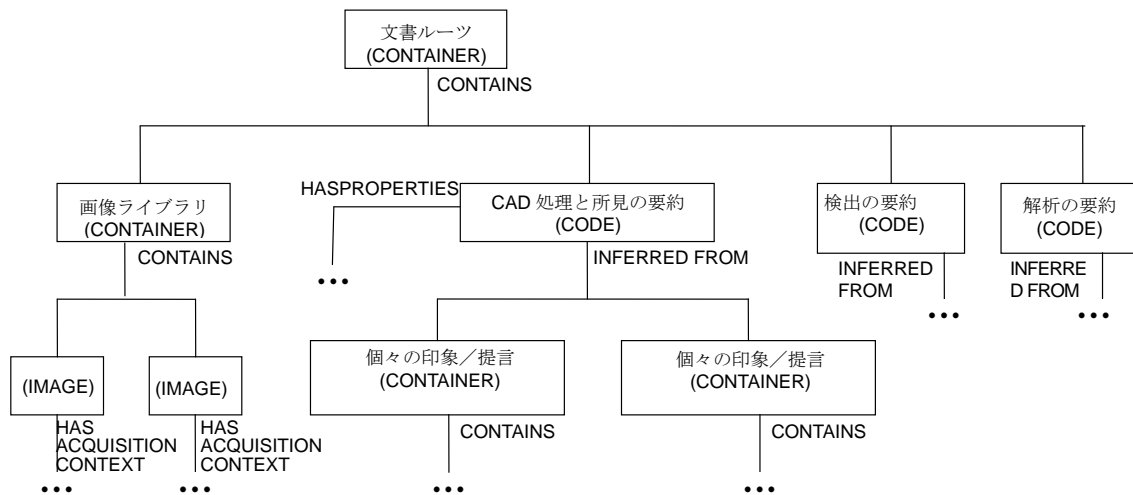 文書ルーツ
(CONTAINER)
CONTAINS
画像ライブラリ
(CONTAINER)
CONTAINS
HASPROPERTIES
•••
CAD 処理と所見の要約
(CODE)
INFERRED FROM
検出の要約
(CODE)
INFERRED
FROM
•••
解析の要約
(CODE)
INFERRE
D FROM
•••
(IMAGE)
HAS
ACQUISITION
CONTEXT
•••
(IMAGE)
HAS
ACQUISITION
CONTEXT
•••
個々の印象／提言
(CONTAINER)
CONTAINS
•••
個々の印象／提言
(CONTAINER)
CONTAINS
•••